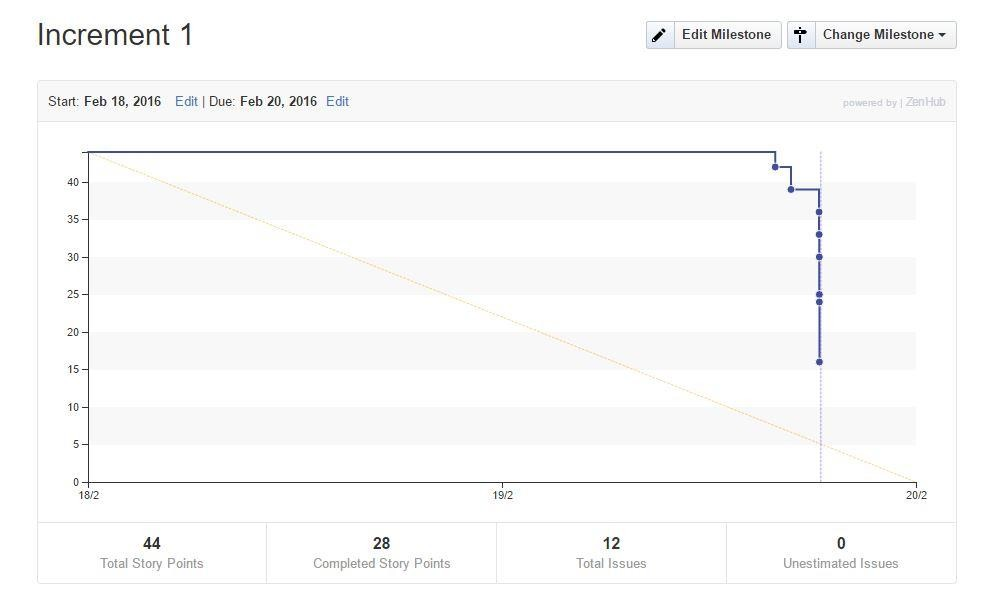 Increment 1
Edit Milestone
Change Milestone
Start: Feb 18, 2016 Edit | Due: Feb 20, 2016 Edit
powered by | ZenHub
40
35
30
25
20
15
10
5
0
18/2 19/2 20/2
44 28 12 0
Total Story Points Completed Story Points Total Issues Unestimated Issues